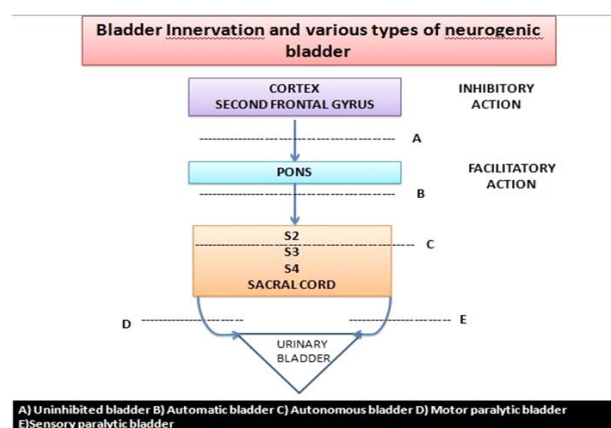 Bladder Innervation and various types of neurogenic
bladder
CORTEX
SECOND FRONTAL GYRUS
INHIBITORY
ACTION
A
PONS
FACILITATORY
ACTION
B
S2
C
S3
S4
SACRAL CORD
D
E
URINARY
BLADDER
A) Uninhibited bladder B) Automatic bladder C) Autonomous bladder D) Motor paralytic bladder
E)Sensory paralytic bladder